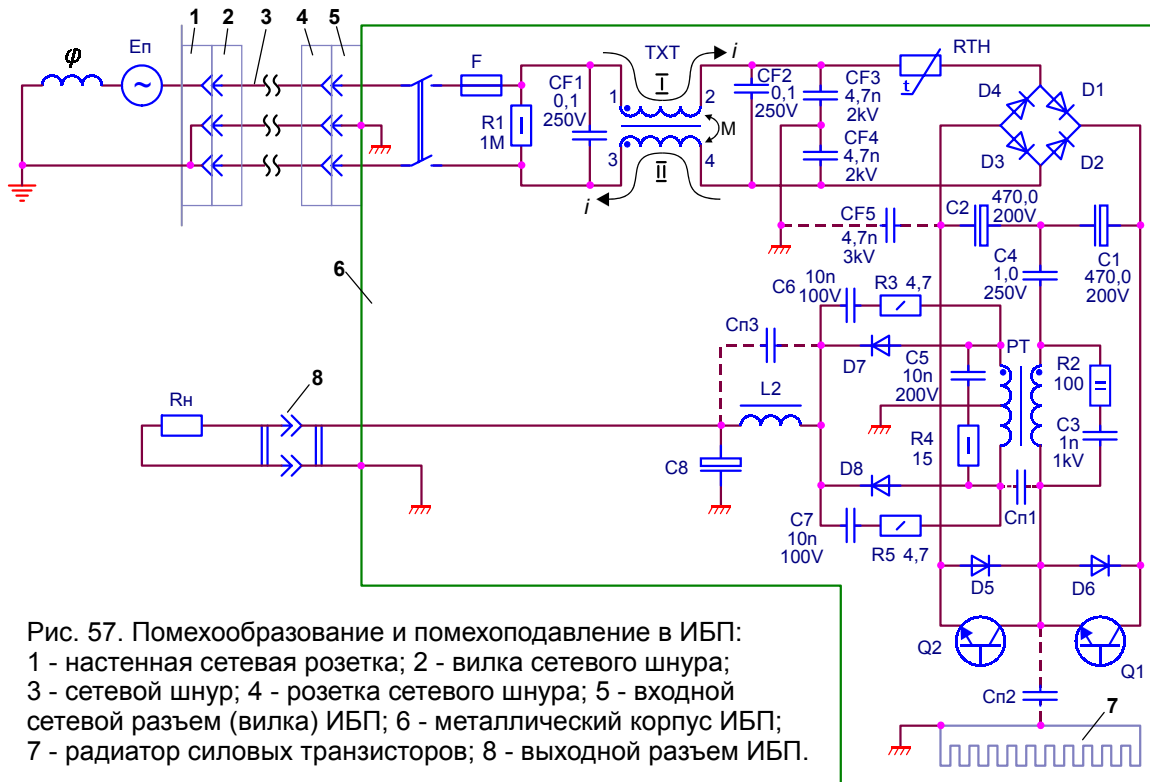 1 2 3 4 5
φ
Eп
F
R1
1M
CF1
0,1
250V
TXT
i
I
1 2
M
3 4
II
i
CF2
0,1
250V
CF3
4,7n
2kV
CF4
4,7n
2kV
RTH
t
D4
D1
D3
D2
CF5
4,7n
3kV
C2
470,0
200V
C1
470,0
200V
C4
1,0
250V
6
C6
10n
100V
R3 4,7
Cп3
D7
L2
C5
10n
200V
PT
R2
100
C3
1n
1kV
R4
15
8
Rн
C8
D8
Cп1
C7
10n
100V
R5 4,7
D5
D6
Q2
Q1
Cп2
7
Рис. 57. Помехообразование и помехоподавление в ИБП:
1 - настенная сетевая розетка; 2 - вилка сетевого шнура;
3 - сетевой шнур; 4 - розетка сетевого шнура; 5 - входной
сетевой разъем (вилка) ИБП; 6 - металлический корпус ИБП;
7 - радиатор силовых транзисторов; 8 - выходной разъем ИБП.